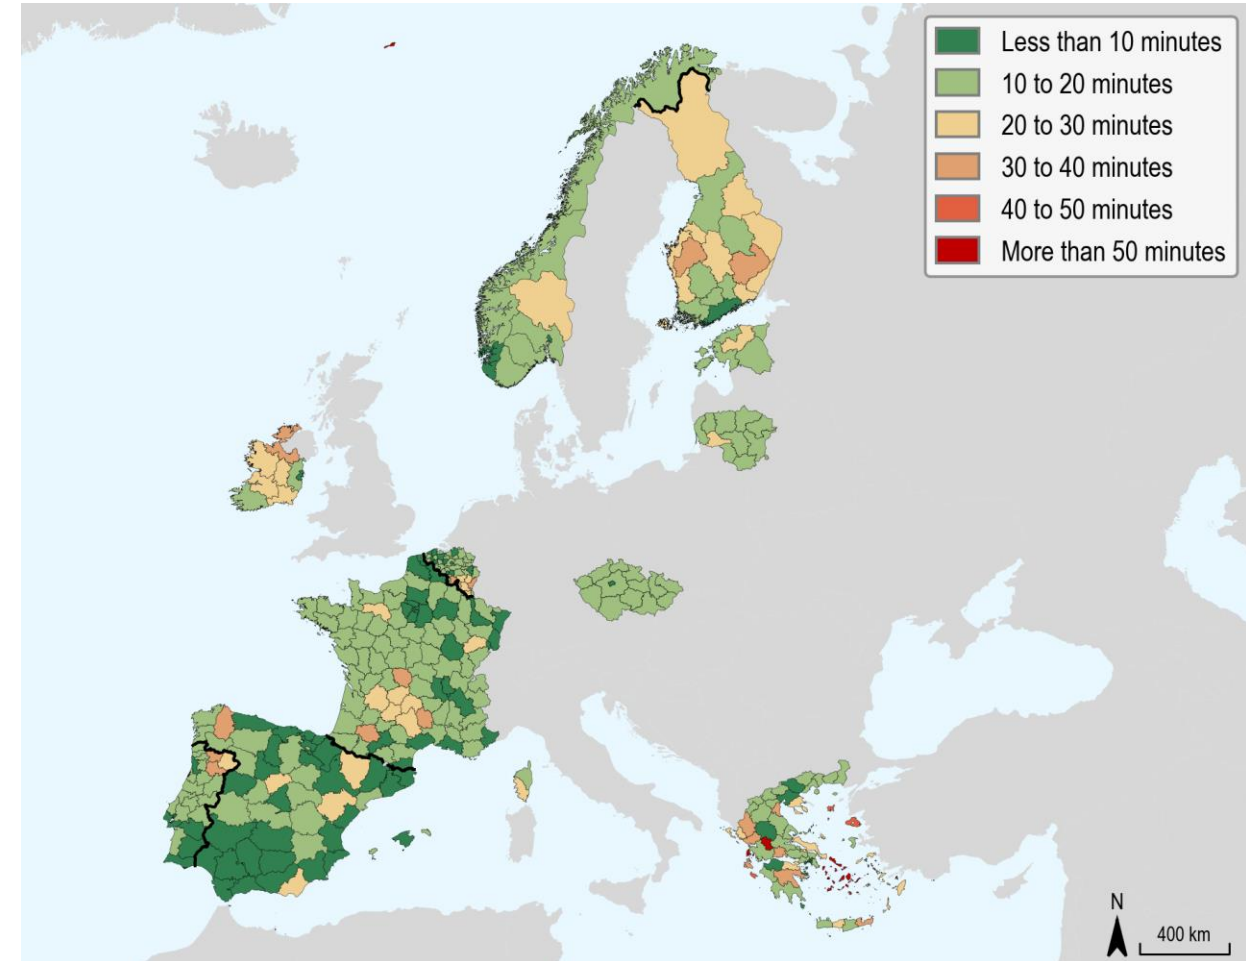 Less than 10 minutes
10 to 20 minutes
20 to 30 minutes
30 to 40 minutes
40 to 50 minutes
More than 50 minutes
N
400 km